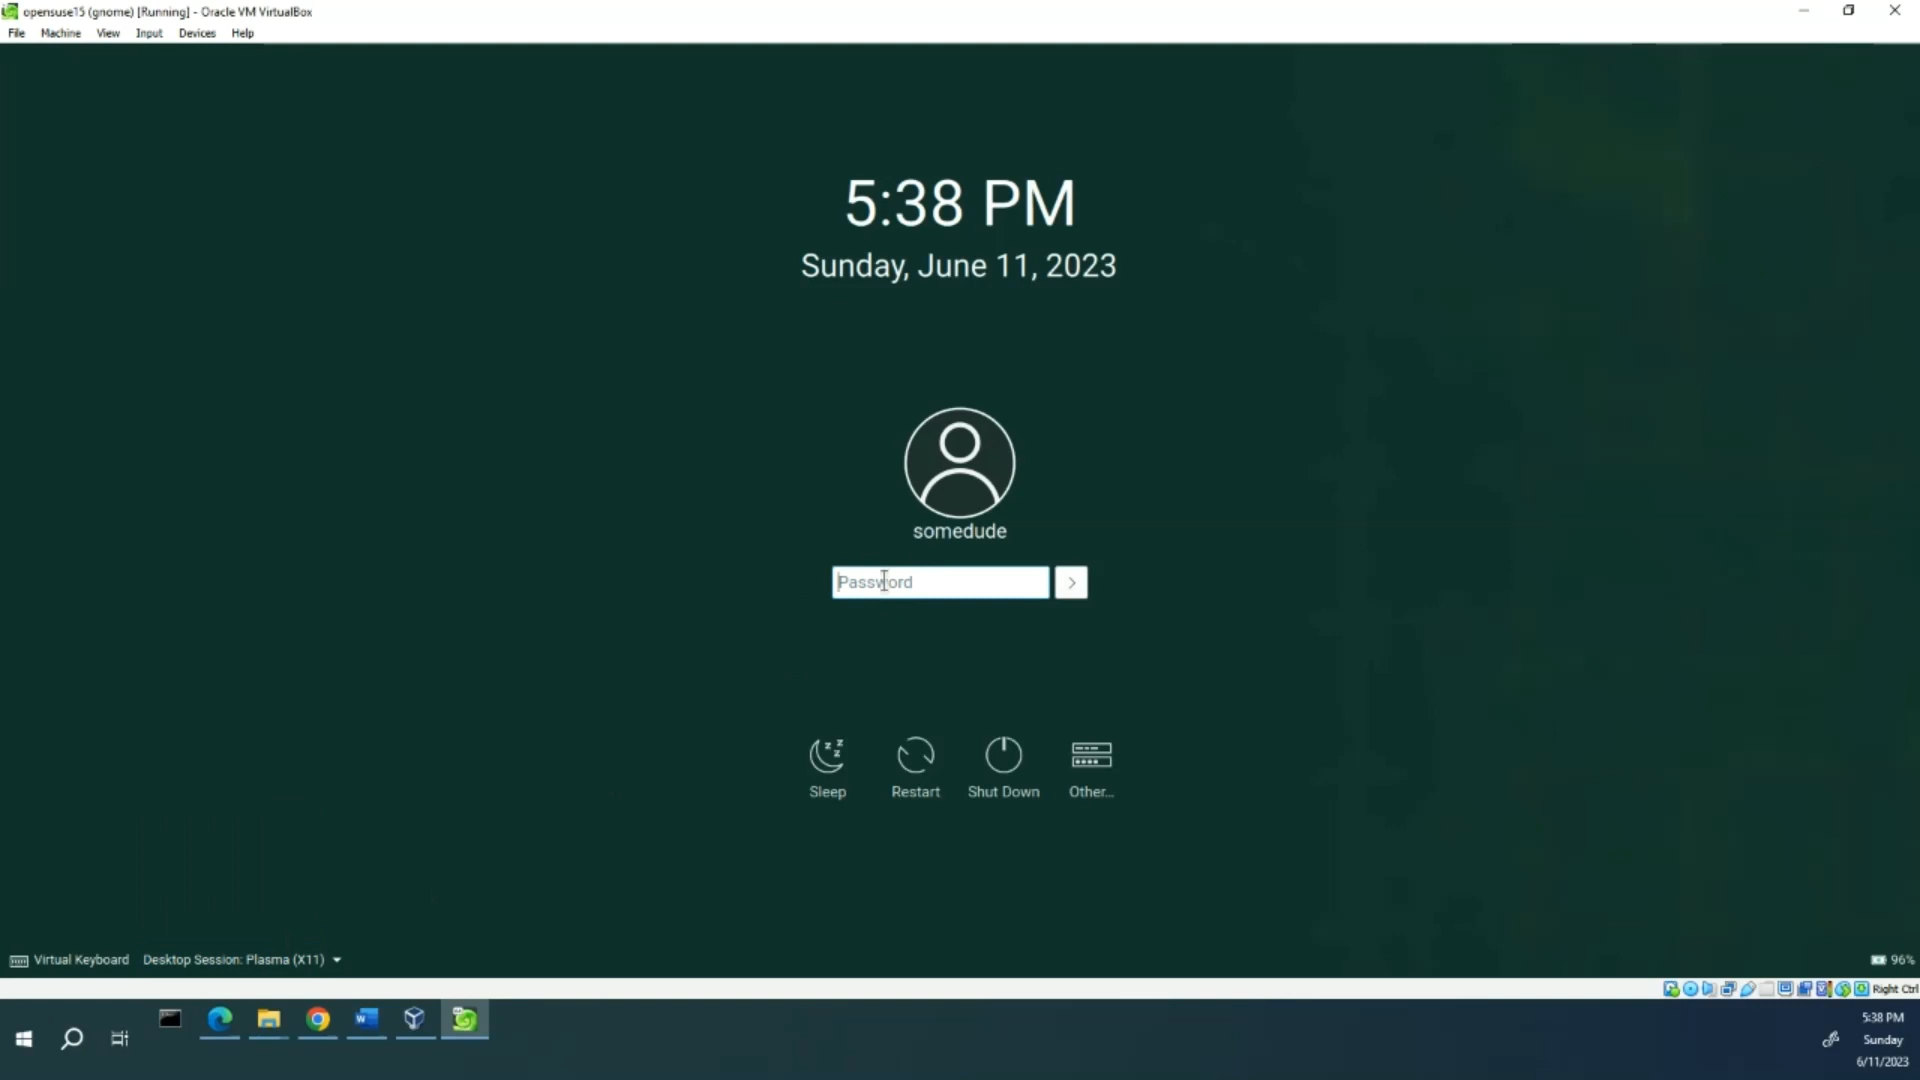 opensuse15 (gnome) [Running] - Oracle VM VirtualBox
File Machine View Input Devices Help
5:38 PM
Sunday, June 11, 2023
somedude
Password
Sleep Restart Shut Down Other...
Virtual Keyboard Desktop Session: Plasma (X11) 96%
Right Ctrl
5:38 PM
Sunday
6/11/2023